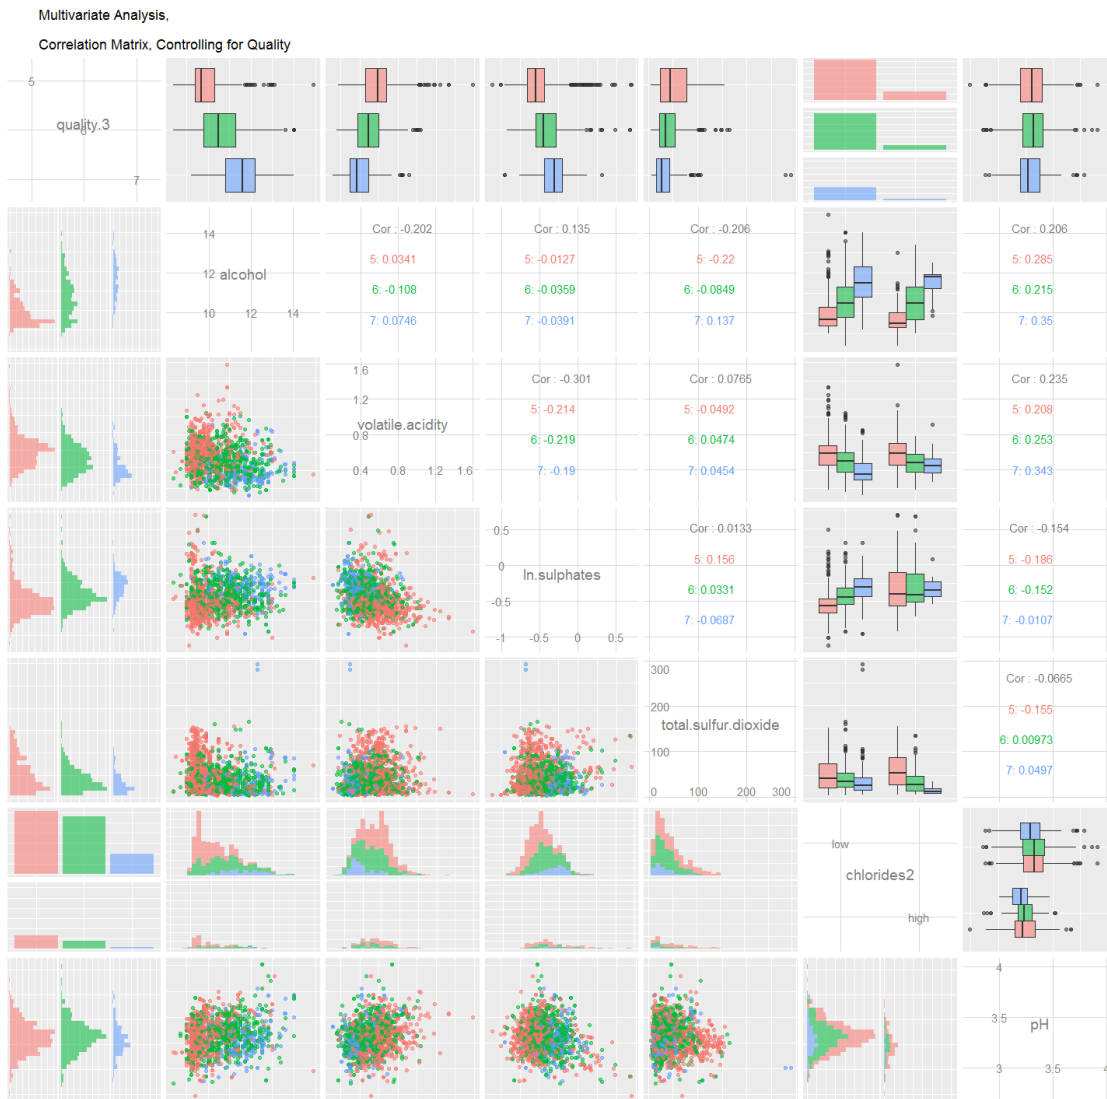 Multivariate Analysis,
Correlation Matrix, Controlling for Quality
5
quality.3
6
7
14
12
alcohol
10
10 12 14
Cor : -0.202
5: 0.0341
6: -0.108
7: 0.0746
Cor : 0.135
5: -0.0127
6: -0.0359
7: -0.0391
Cor : -0.206
5: -0.22
6: -0.0849
7: 0.137
Cor : 0.206
5: 0.285
6: 0.215
7: 0.35
1.6
1.2
volatile.acidity
0.8
0.4
0.4 0.8 1.2 1.6
Cor : -0.301
5: -0.214
6: -0.219
7: -0.19
Cor : 0.0765
5: -0.0492
6: 0.0474
7: 0.0454
Cor : 0.235
5: 0.208
6: 0.253
7: 0.343
0.5
0
ln.sulphates
-0.5
-1
-1 -0.5 0 0.5
Cor : 0.0133
5: 0.156
6: 0.0331
7: -0.0687
Cor : -0.154
5: -0.186
6: -0.152
7: -0.0107
300
200
total.sulfur.dioxide
100
0
0 100 200 300
Cor : -0.0665
5: -0.155
6: 0.00973
7: 0.0497
low
chlorides2
high
4
3.5
pH
3
3 3.5 4